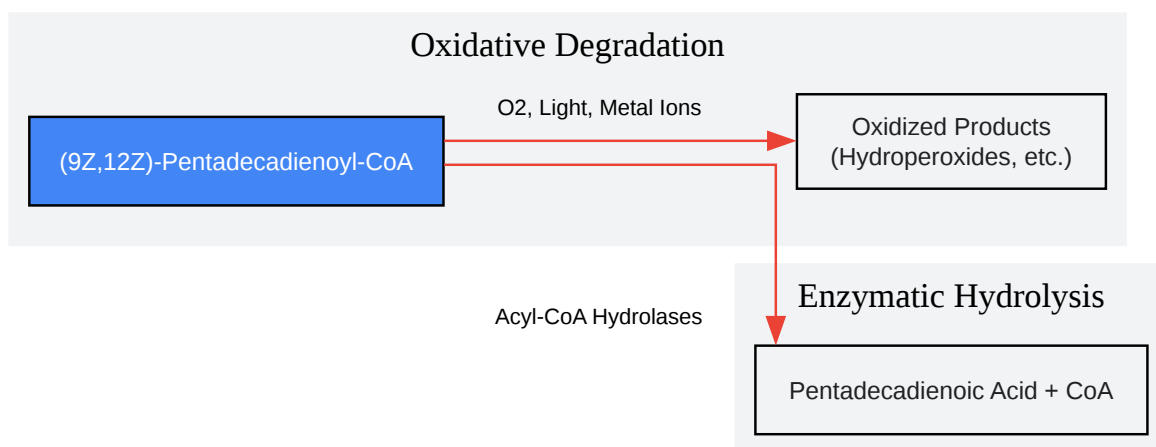 Oxidative Degradation
O2, Light, Metal Ions
(9Z,12Z)-Pentadecadienoyl-CoA
Oxidized Products
(Hydroperoxides, etc.)
Enzymatic Hydrolysis
Acyl-CoA Hydrolases
Pentadecadienoic Acid + CoA